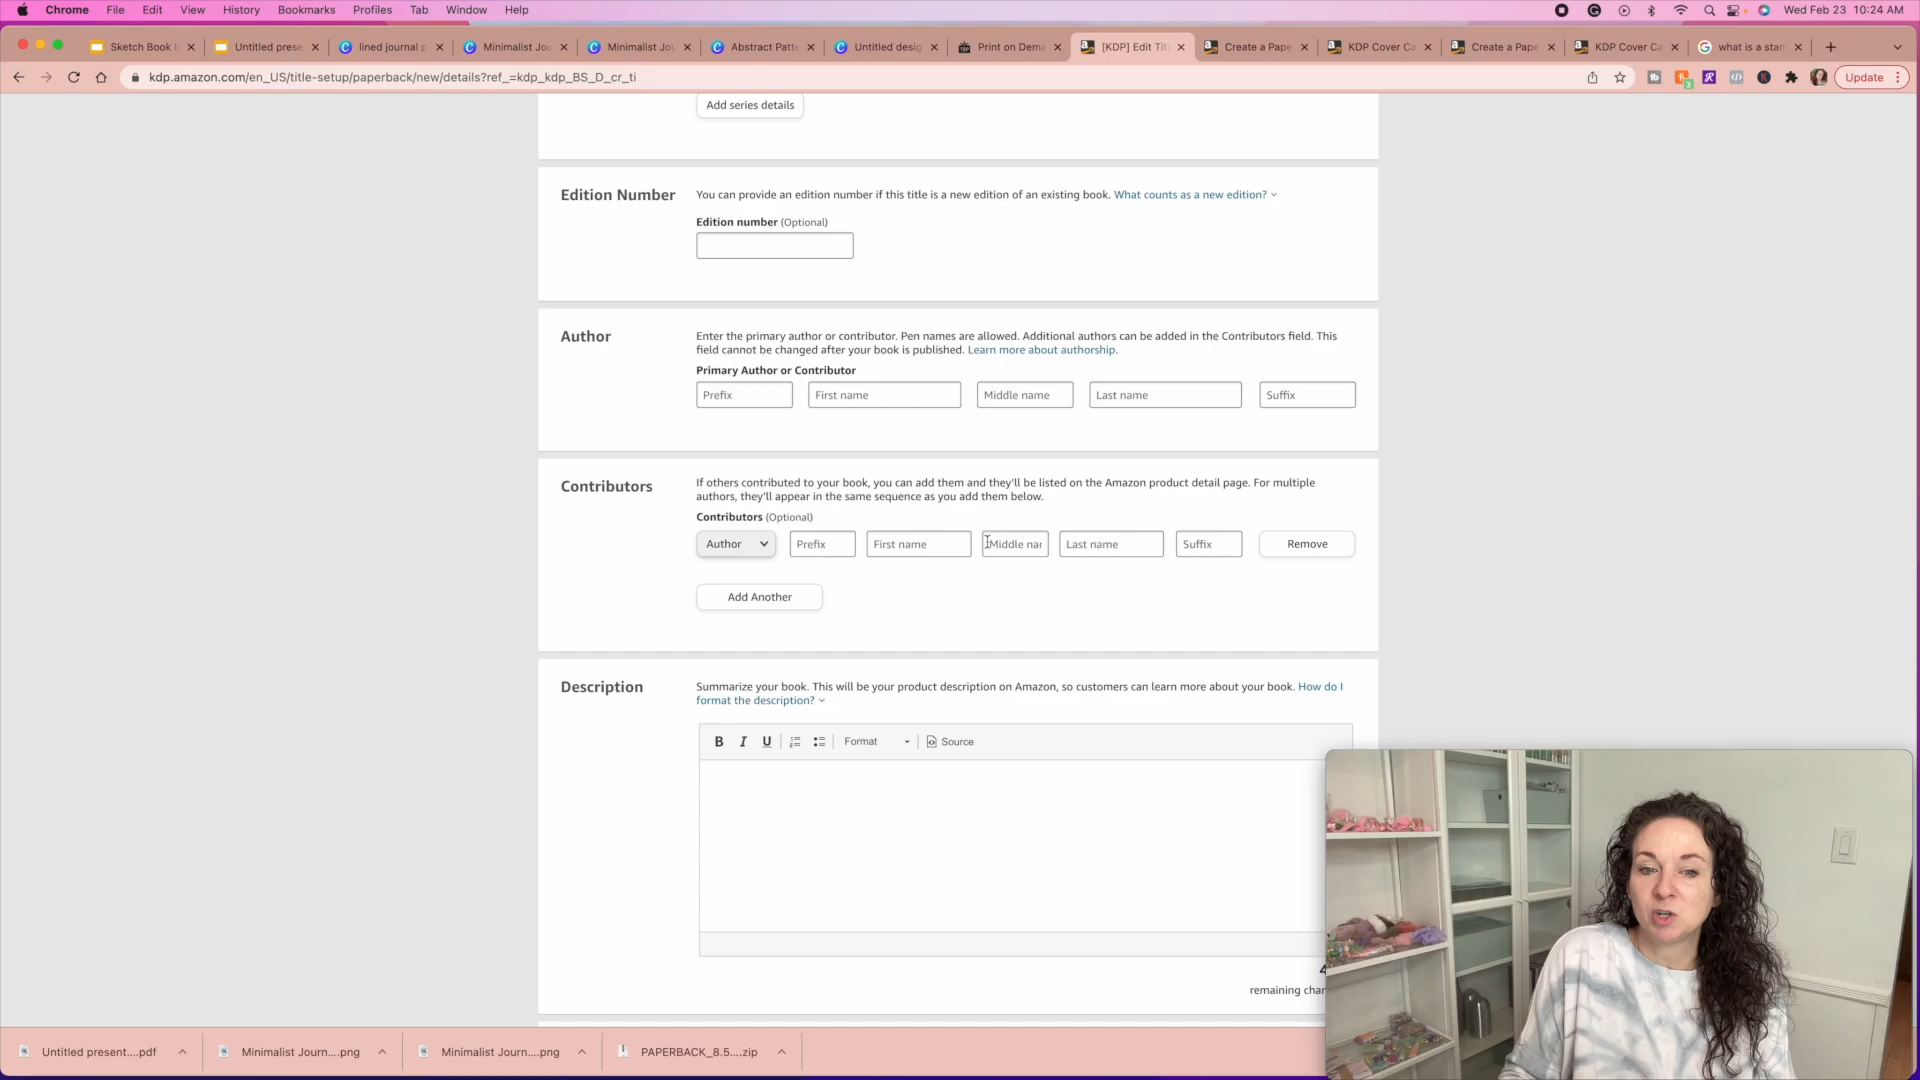 Chrome File Edit View History Bookmarks Profiles Tab Window Help Wed Feb 23 10:24 AM
Sketch Book Untitled prese lined journal p Minimalist Jou Minimalist Jou Abstract Patte Untitled desig Print on Dema [KDP] Edit Titl Create a Pape KDP Cover Ca Create a Pape KDP Cover Ca what is a stan
kdp.amazon.com/en_US/title-setup/paperback/new/details?ref_=kdp_kdp_BS_D_cr_ti Update
Add series details
Edition Number
You can provide an edition number if this title is a new edition of an existing book. What counts as a new edition?
Edition number (Optional)
Author
Enter the primary author or contributor. Pen names are allowed. Additional authors can be added in the Contributors field. This
field cannot be changed after your book is published. Learn more about authorship.
Primary Author or Contributor
Prefix First name Middle name Last name Suffix
Contributors
If others contributed to your book, you can add them and they'll be listed on the Amazon product detail page. For multiple
authors, they'll appear in the same sequence as you add them below.
Contributors (Optional)
Author Prefix First name Middle nar Last name Suffix Remove
Add Another
Description
Summarize your book. This will be your product description on Amazon, so customers can learn more about your book. How do I
format the description?
B I U Format Source
remaining char
Untitled present....pdf Minimalist Journ....png Minimalist Journ....png PAPERBACK_8.5....zip